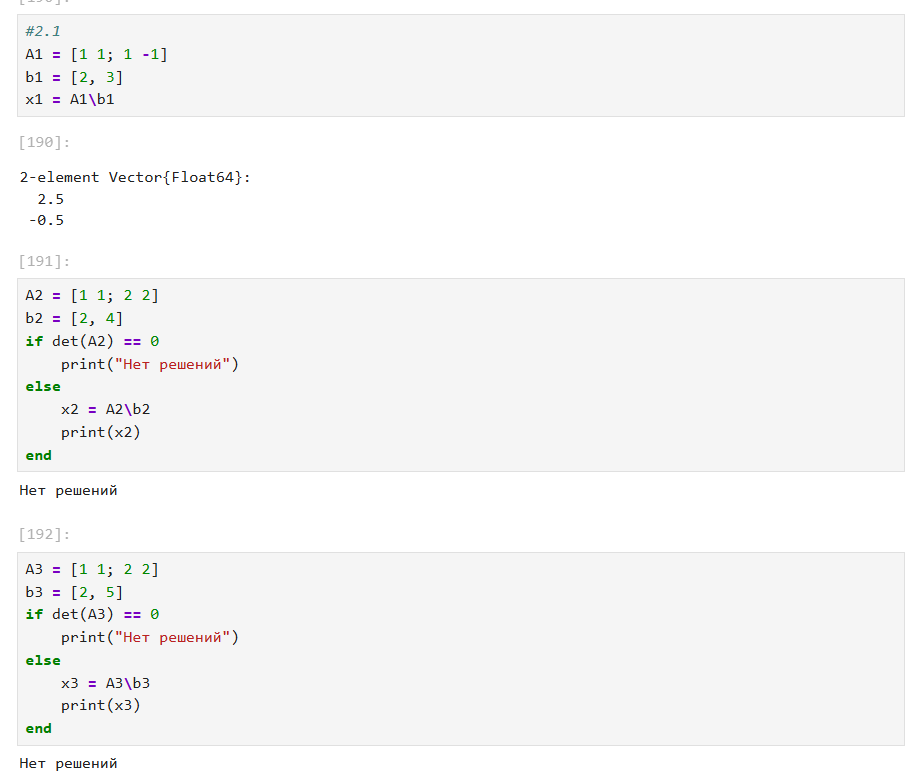 [190]:
#2.1
A1 = [1 1; 1 -1]
b1 = [2, 3]
x1 = A1\b1
[190]:
2-element Vector{Float64}:
2.5
-0.5
[191]:
A2 = [1 1; 2 2]
b2 = [2, 4]
if det(A2) == 0
print("Нет решений")
else
x2 = A2\b2
print(x2)
end
Нет решений
[192]:
A3 = [1 1; 2 2]
b3 = [2, 5]
if det(A3) == 0
print("Нет решений")
else
x3 = A3\b3
print(x3)
end
Нет решений